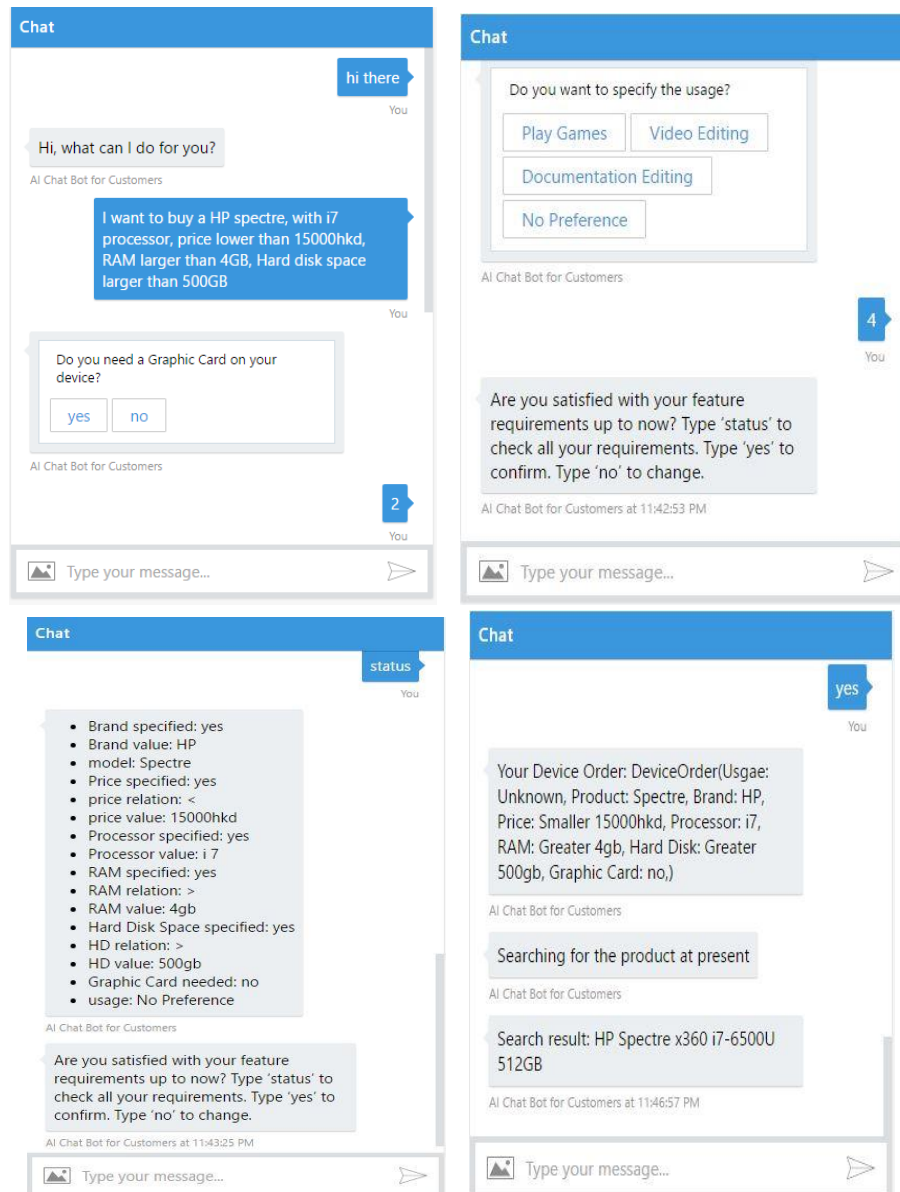 Chat
hi there
You
Hi, what can I do for you?
AI Chat Bot for Customers
I want to buy a HP spectre, with i7
processor, price lower than 15000hkd,
RAM larger than 4GB, Hard disk space
larger than 500GB
You
Do you need a Graphic Card on your
device?
yes
no
AI Chat Bot for Customers
2
You
Type your message...
Chat
Do you want to specify the usage?
Play Games
Video Editing
Documentation Editing
No Preference
AI Chat Bot for Customers
4
You
Are you satisfied with your feature
requirements up to now? Type 'status' to
check all your requirements. Type 'yes' to
confirm. Type 'no' to change.
AI Chat Bot for Customers at 11:42:53 PM
Type your message...
Chat
status
You
• Brand specified: yes
• Brand value: HP
• model: Spectre
• Price specified: yes
• price relation: <
• price value: 15000hkd
• Processor specified: yes
• Processor value: i 7
• RAM specified: yes
• RAM relation: >
• RAM value: 4gb
• Hard Disk Space specified: yes
• HD relation: >
• HD value: 500gb
• Graphic Card needed: no
• usage: No Preference
AI Chat Bot for Customers
Are you satisfied with your feature
requirements up to now? Type 'status' to
check all your requirements. Type 'yes' to
confirm. Type 'no' to change.
AI Chat Bot for Customers at 11:43:25 PM
Type your message...
Chat
yes
You
Your Device Order: DeviceOrder(Usgae:
Unknown, Product: Spectre, Brand: HP,
Price: Smaller 15000hkd, Processor: i7,
RAM: Greater 4gb, Hard Disk: Greater
500gb, Graphic Card: no,)
AI Chat Bot for Customers
Searching for the product at present
AI Chat Bot for Customers
Search result: HP Spectre x360 i7-6500U
512GB
AI Chat Bot for Customers at 11:46:57 PM
Type your message...